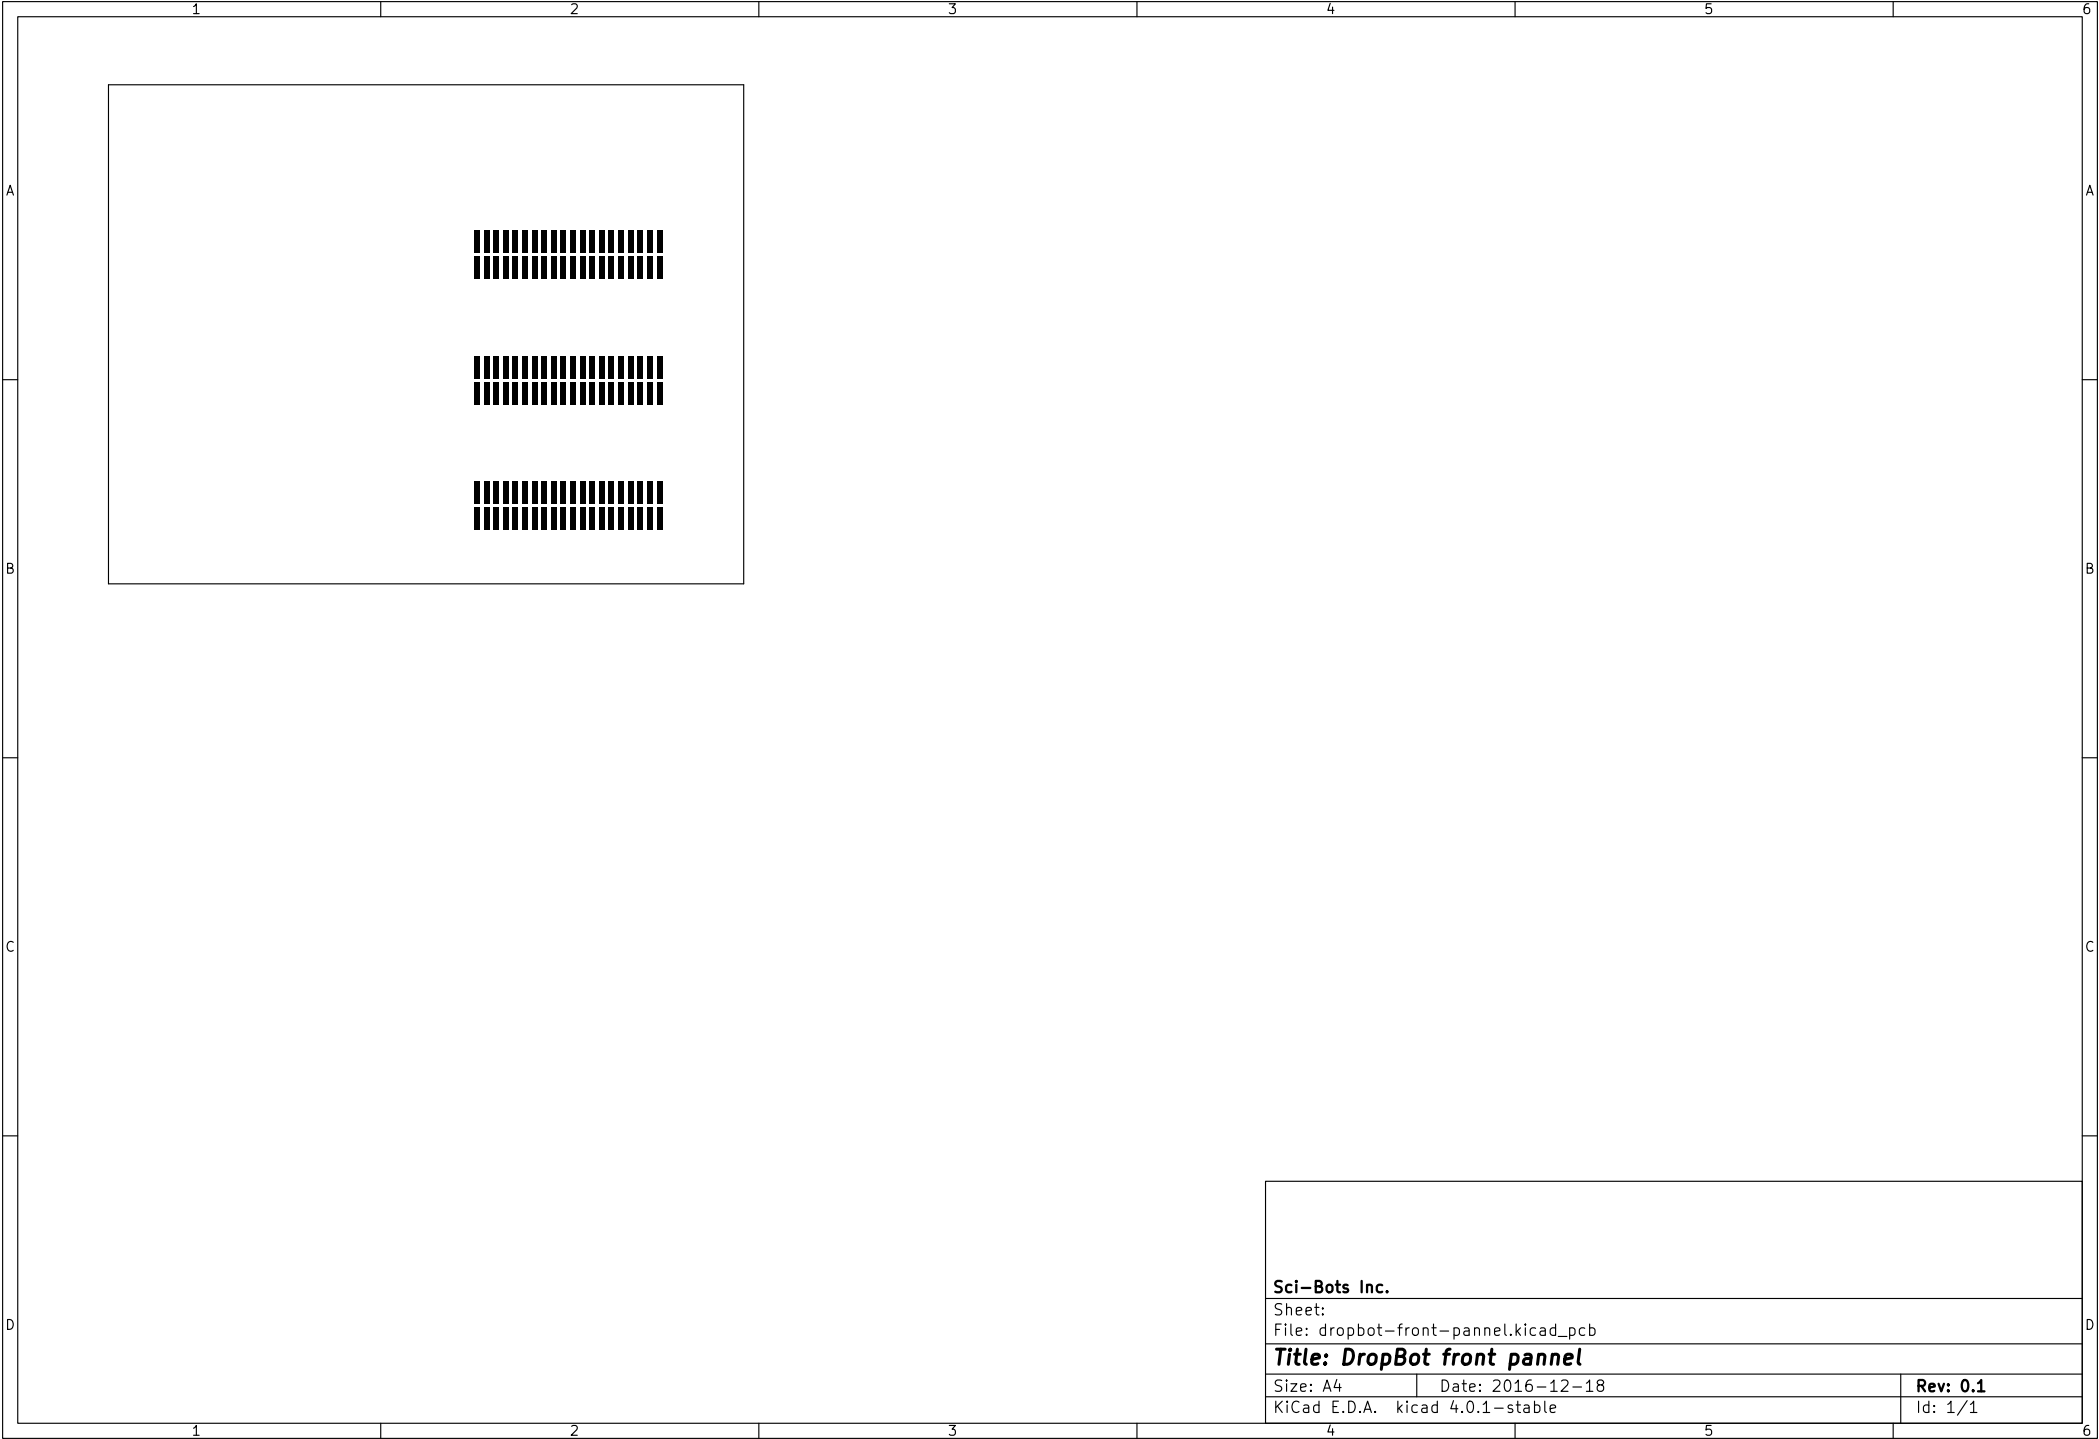 1 2 3 4 5 6
A A
B B
C C
Sci-Bots Inc.
Sheet:
D D
File: dropbot-front-pannel.kicad_pcb
Title: DropBot front pannel
Size: A4 Date: 2016-12-18 Rev: 0.1
KiCad E.D.A. kicad 4.0.1-stable Id: 1/1
1 2 3 4 5 6